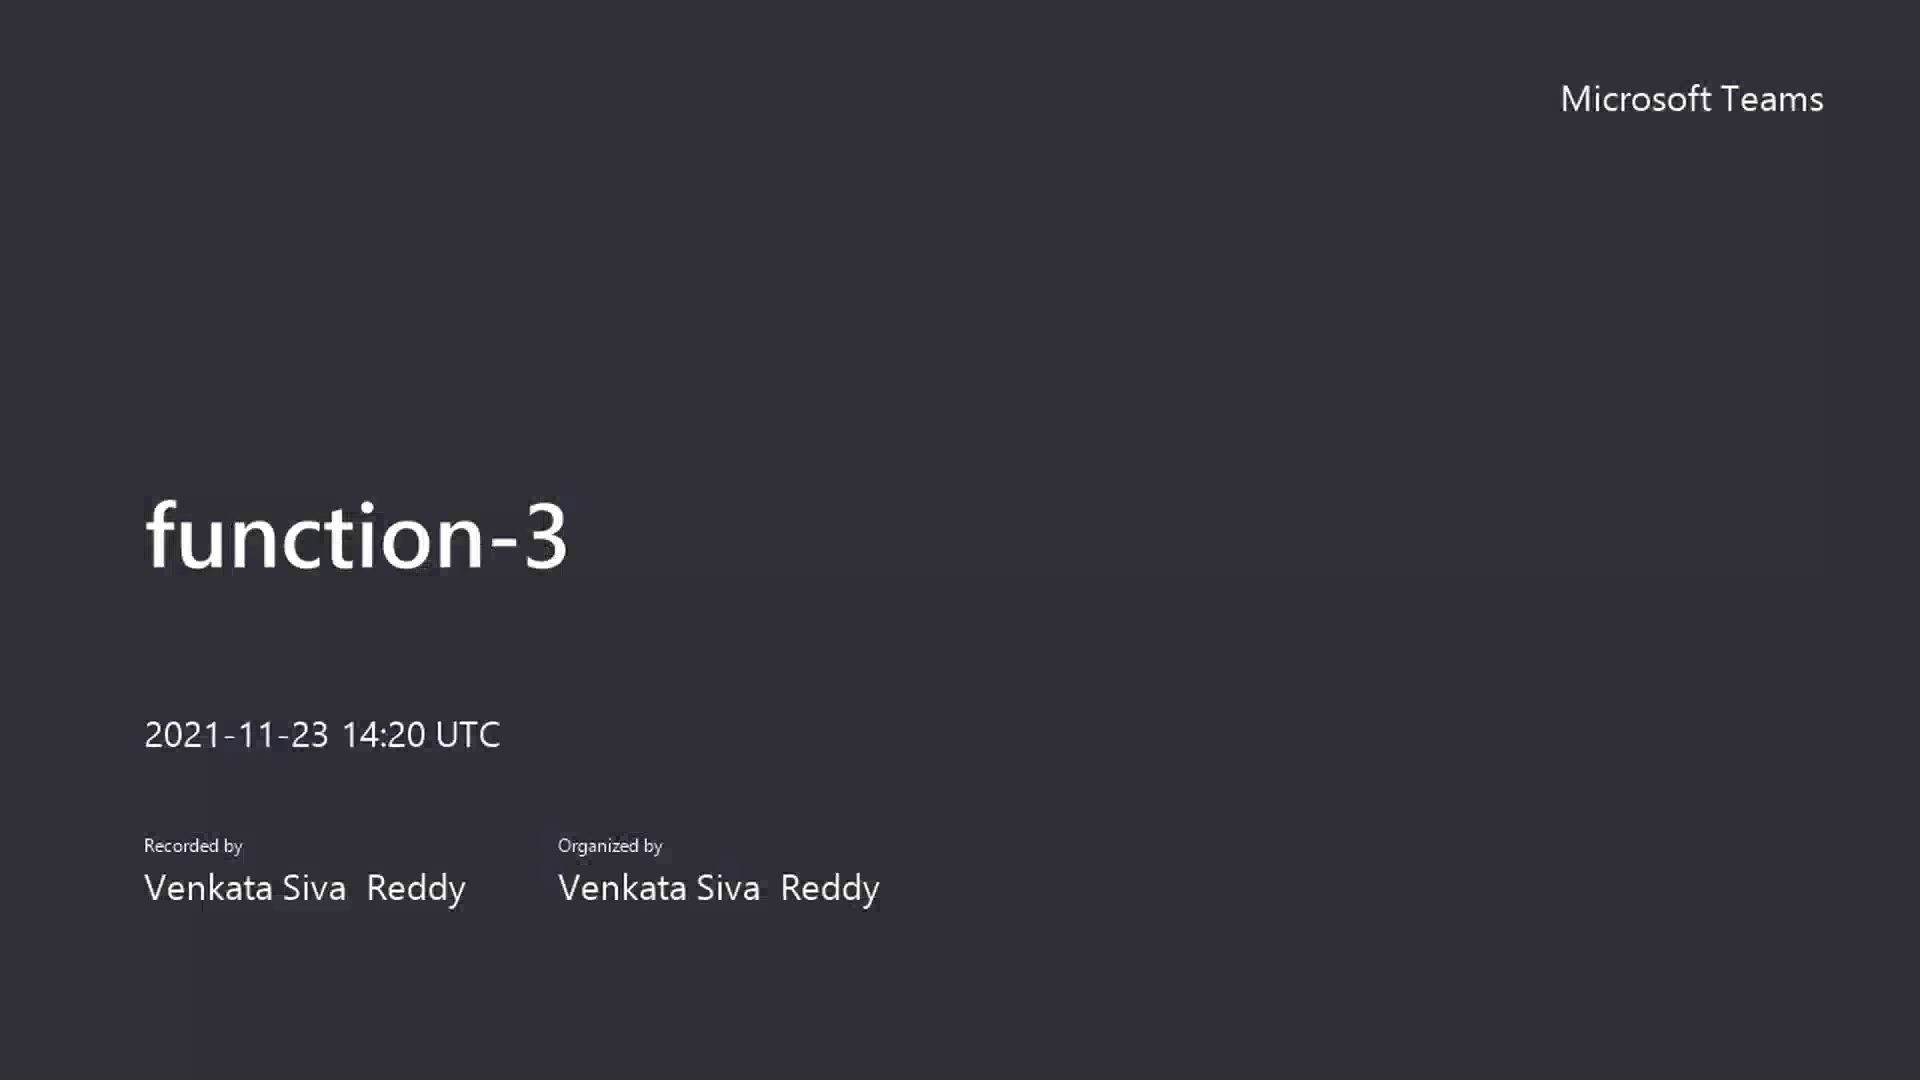 Microsoft Teams
function-3
2021-11-23 14:20 UTC
Recorded by
Venkata Siva  Reddy
Organized by
Venkata Siva  Reddy